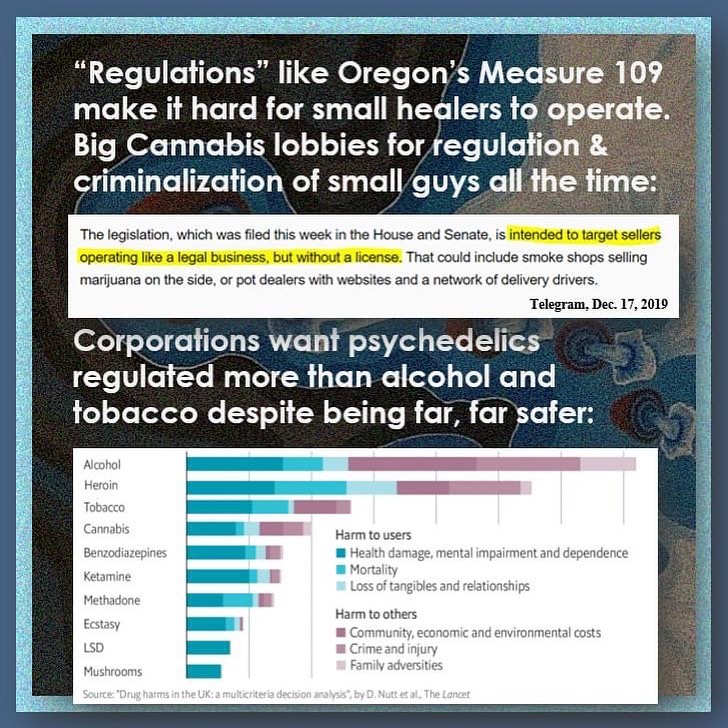 “Regulations” like Oregon’s Measure 109
make it hard for small healers to operate.
Big Cannabis lobbies for regulation &
criminalization of small guys all the time:
The legislation, which was filed this week in the House and Senate, is intended to target sellers
operating like a legal business, but without a license. That could include smoke shops selling
marijuana on the side, or pot dealers with websites and a network of delivery drivers.
Telegram, Dec. 17, 2019
Corporations want psychedelics
regulated more than alcohol and
tobacco despite being far, far safer:
Alcohol
Heroin
Tobacco
Cannabis
Benzodiazepines
Ketamine
Methadone
Ecstasy
LSD
Mushrooms
Harm to users
Health damage, mental impairment and dependence
Mortality
Loss of tangibles and relationships
Harm to others
Community, economic and environmental costs
Crime and injury
Family adversities
Source: "Drug harms in the UK: a multicriteria decision analysis", by D. Nutt et al., The Lancet